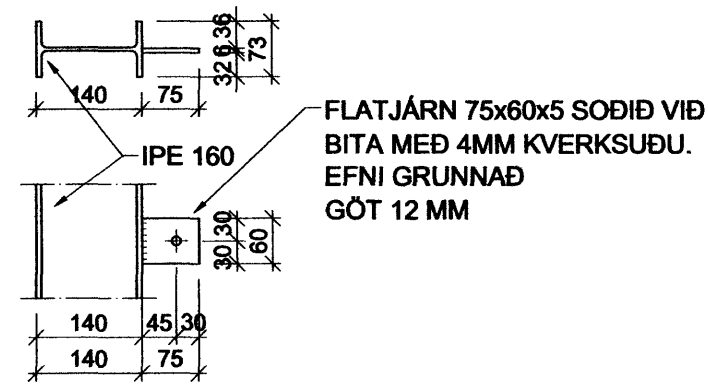 32 6 36
73
140 75
FLATJÁRN 75x60x5 SOÐIÐ VIÐ
BITA MEÐ 4MM KVERKSUÐU.
EFNI GRUNNAÐ
GÖT 12 MM
IPE 160
30 30
60
140 45 30
140 75